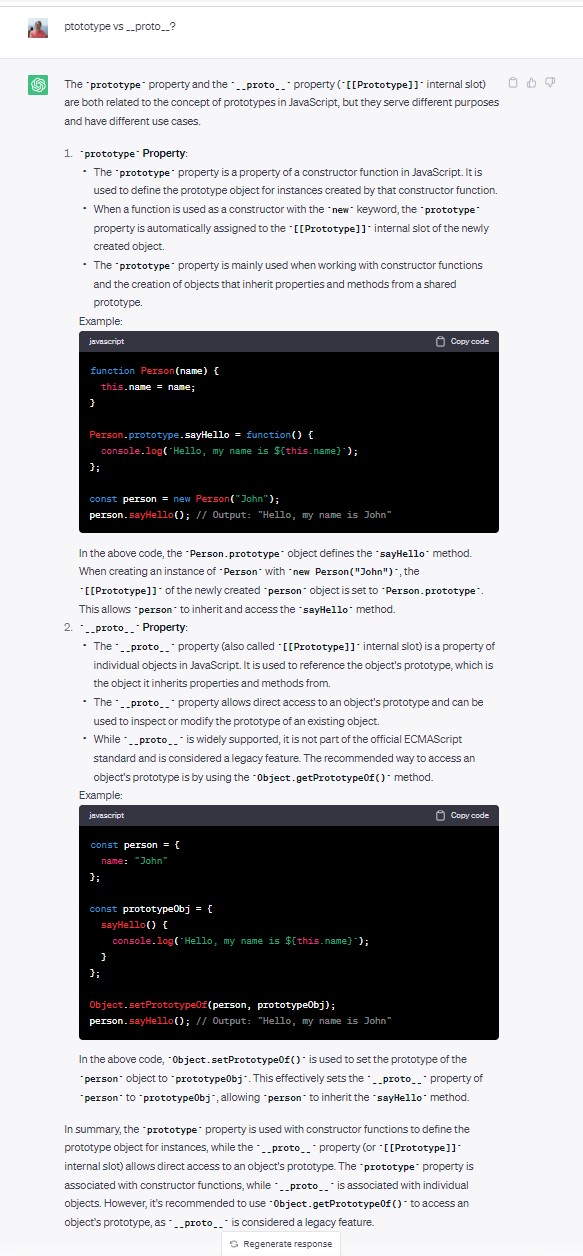 ptototype vs __proto__?
The `prototype` property and the `__proto__` property (`[[Prototype]]` internal slot)
are both related to the concept of prototypes in JavaScript, but they serve different purposes
and have different use cases.
1. `prototype` Property:
• The `prototype` property is a property of a constructor function in JavaScript. It is
used to define the prototype object for instances created by that constructor function.
• When a function is used as a constructor with the `new` keyword, the `prototype`
property is automatically assigned to the `[[Prototype]]` internal slot of the newly
created object.
• The `prototype` property is mainly used when working with constructor functions
and the creation of objects that inherit properties and methods from a shared
prototype.
Example:
javascript Copy code
function Person(name) {
this.name = name;
}
Person.prototype.sayHello = function() {
console.log(`Hello, my name is ${this.name}`);
};
const person = new Person("John");
person.sayHello(); // Output: "Hello, my name is John"
In the above code, the `Person.prototype` object defines the `sayHello` method.
When creating an instance of `Person` with `new Person("John")`, the
`[[Prototype]]` of the newly created `person` object is set to `Person.prototype`.
This allows `person` to inherit and access the `sayHello` method.
2. `__proto__` Property:
• The `__proto__` property (also called `[[Prototype]]` internal slot) is a property of
individual objects in JavaScript. It is used to reference the object's prototype, which is
the object it inherits properties and methods from.
• The `__proto__` property allows direct access to an object's prototype and can be
used to inspect or modify the prototype of an existing object.
• While `__proto__` is widely supported, it is not part of the official ECMAScript
standard and is considered a legacy feature. The recommended way to access an
object's prototype is by using the `Object.getPrototypeOf()` method.
Example:
javascript Copy code
const person = {
name: "John"
};
const prototypeObj = {
sayHello() {
console.log(`Hello, my name is ${this.name}`);
}
};
Object.setPrototypeOf(person, prototypeObj);
person.sayHello(); // Output: "Hello, my name is John"
In the above code, `Object.setPrototypeOf()` is used to set the prototype of the
`person` object to `prototypeObj`. This effectively sets the `__proto__` property of
`person` to `prototypeObj`, allowing `person` to inherit the `sayHello` method.
In summary, the `prototype` property is used with constructor functions to define the
prototype object for instances, while the `__proto__` property (or `[[Prototype]]`
internal slot) allows direct access to an object's prototype. The `prototype` property is
associated with constructor functions, while `__proto__` is associated with individual
objects. However, it's recommended to use `Object.getPrototypeOf()` to access an
object's prototype, as `__proto__` is considered a legacy feature.
Regenerate response